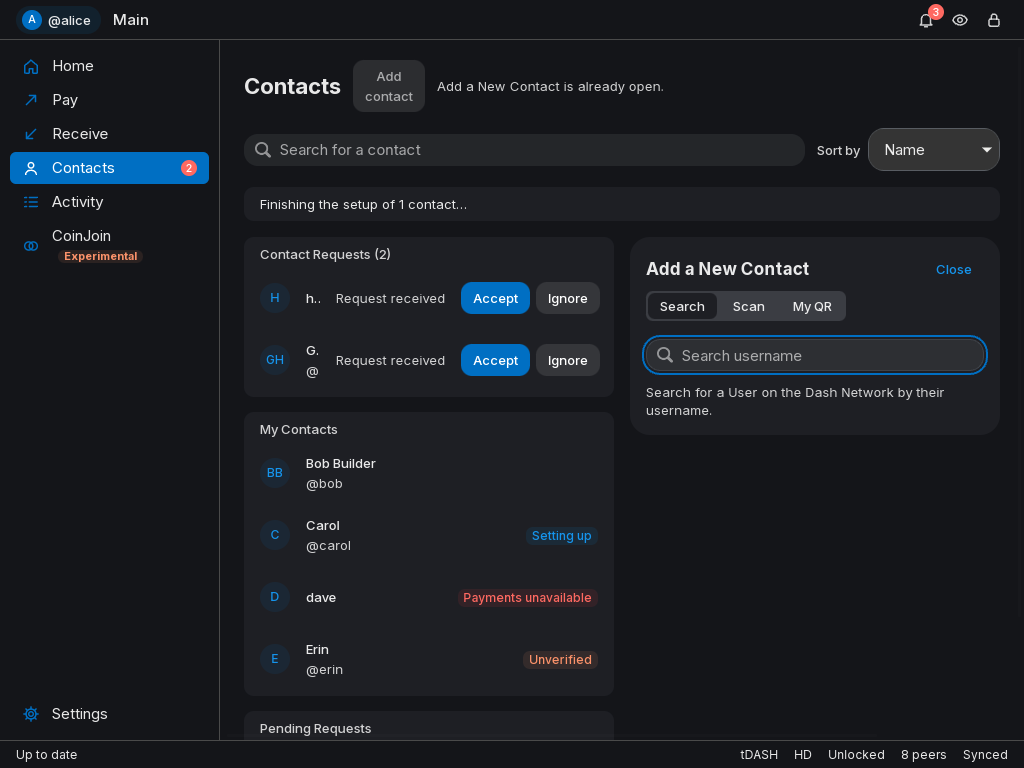 A @alice Main 3
Home
Pay
Receive
Contacts 2
Activity
CoinJoin
Experimental
Settings
Contacts
Add
contact
Add a New Contact is already open.
Search for a contact
Sort by Name
Finishing the setup of 1 contact…
Contact Requests (2)
H h.. Request received Accept Ignore
GH G. Request received Accept Ignore
@
My Contacts
BB Bob Builder
@bob
C Carol
@carol
Setting up
D dave Payments unavailable
E Erin
@erin
Unverified
Pending Requests
Add a New Contact Close
Search Scan My QR
Search username
Search for a User on the Dash Network by their
username.
Up to date tDASH HD Unlocked 8 peers Synced